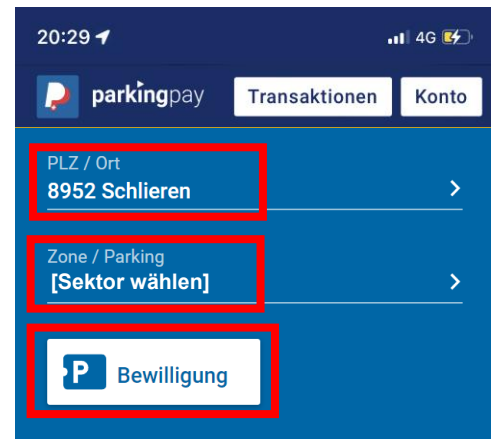 20:29 4G
parkingpay Transaktionen Konto
PLZ / Ort
8952 Schlieren
Zone / Parking
[Sektor wählen]
P Bewilligung